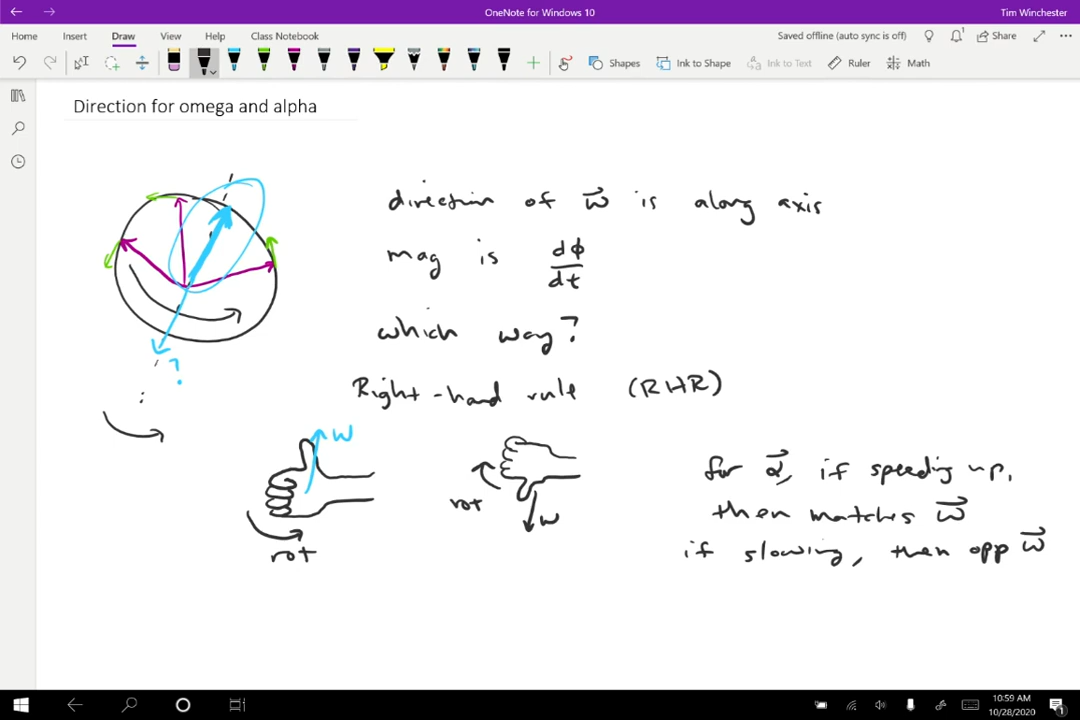 OneNote for Windows 10
Tim Winchester
Home Insert Draw View Help Class Notebook
Saved offline (auto sync is off)
Share
Shapes Ink to Shape Ink to Text Ruler Math
Direction for omega and alpha
direction of ω⃗ is along axis
mag is dϕ/dt
which way?
?
Right-hand rule (RHR)
ω
rot
rot
ω
for α⃗, if speeding up,
then matches ω⃗
if slowing, then opp ω⃗
10:59 AM
10/28/2020
1